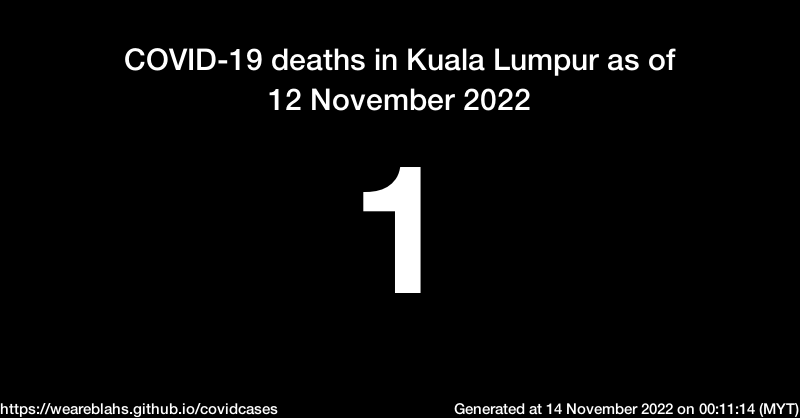 COVID-19 deaths in Kuala Lumpur as of
12 November 2022
1
https://weareblahs.github.io/covidcases
Generated at 14 November 2022 on 00:11:14 (MYT)